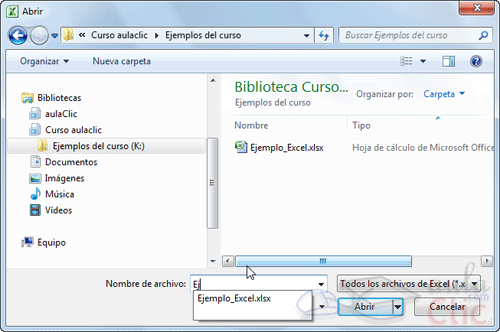 Abrir
Curso aulaclic Ejemplos del curso
Buscar Ejemplos del curso
Organizar Nueva carpeta
Bibliotecas
aulaClic
Curso aulaclic
Ejemplos del curso (K:)
Documentos
Imágenes
Música
Vídeos
Equipo
Biblioteca Curso...
Ejemplos del curso
Organizar por: Carpeta
Nombre Tipo
Ejemplo_Excel.xlsx Hoja de cálculo de Microsoft Office
Nombre de archivo: Ej
Todos los archivos de Excel (*.x
Ejemplo_Excel.xlsx
Abrir Cancelar
aula
clic